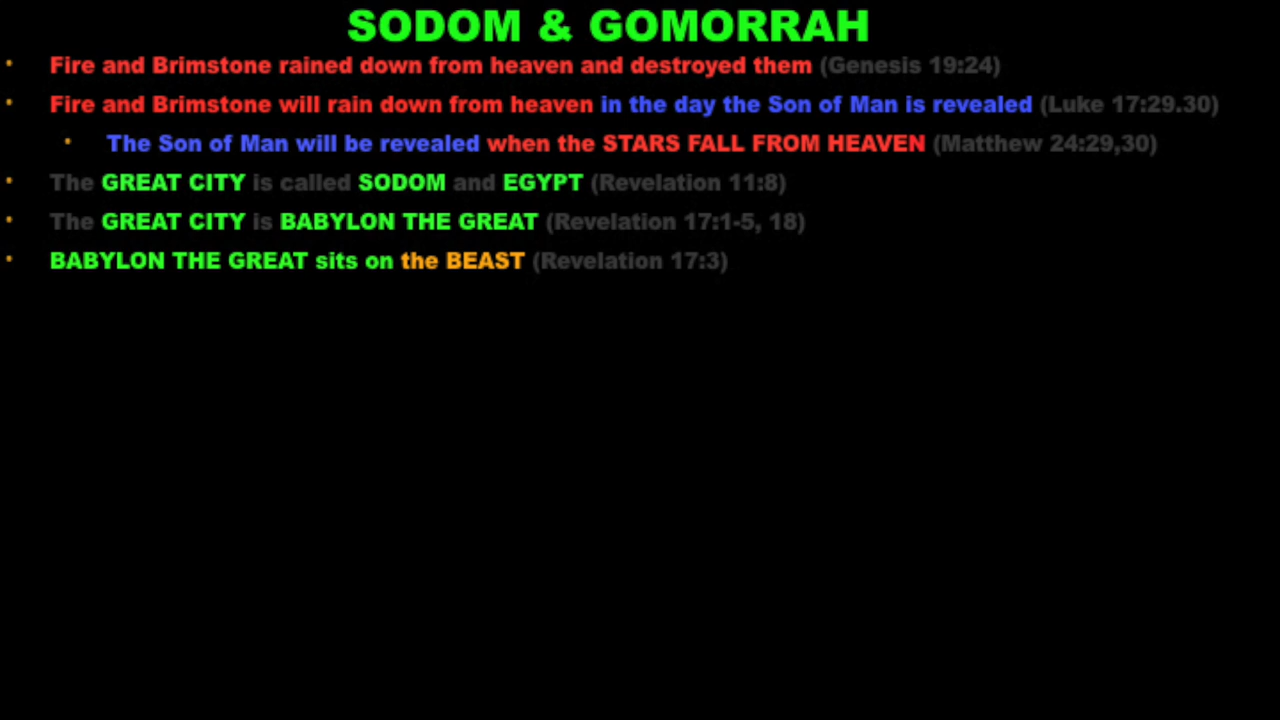 SODOM & GOMORRAH
• Fire and Brimstone rained down from heaven and destroyed them (Genesis 19:24)
• Fire and Brimstone will rain down from heaven in the day the Son of Man is revealed (Luke 17:29.30)
• The Son of Man will be revealed when the STARS FALL FROM HEAVEN (Matthew 24:29,30)
• The GREAT CITY is called SODOM and EGYPT (Revelation 11:8)
• The GREAT CITY is BABYLON THE GREAT (Revelation 17:1-5, 18)
• BABYLON THE GREAT sits on the BEAST (Revelation 17:3)